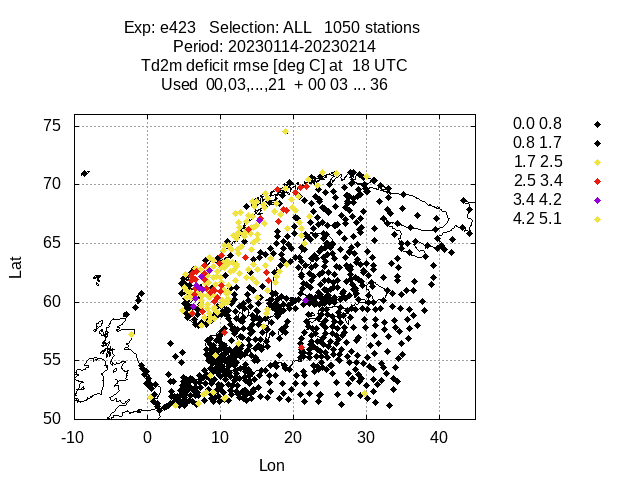 Exp: e423 Selection: ALL 1050 stations
Period: 20230114-20230214
Td2m deficit rmse [deg C] at 18 UTC
Used 00,03,...,21 + 00 03 ... 36
75
70
65
60
55
50
Lat
-10 0 10 20 30 40
Lon
0.0 0.8
0.8 1.7
1.7 2.5
2.5 3.4
3.4 4.2
4.2 5.1